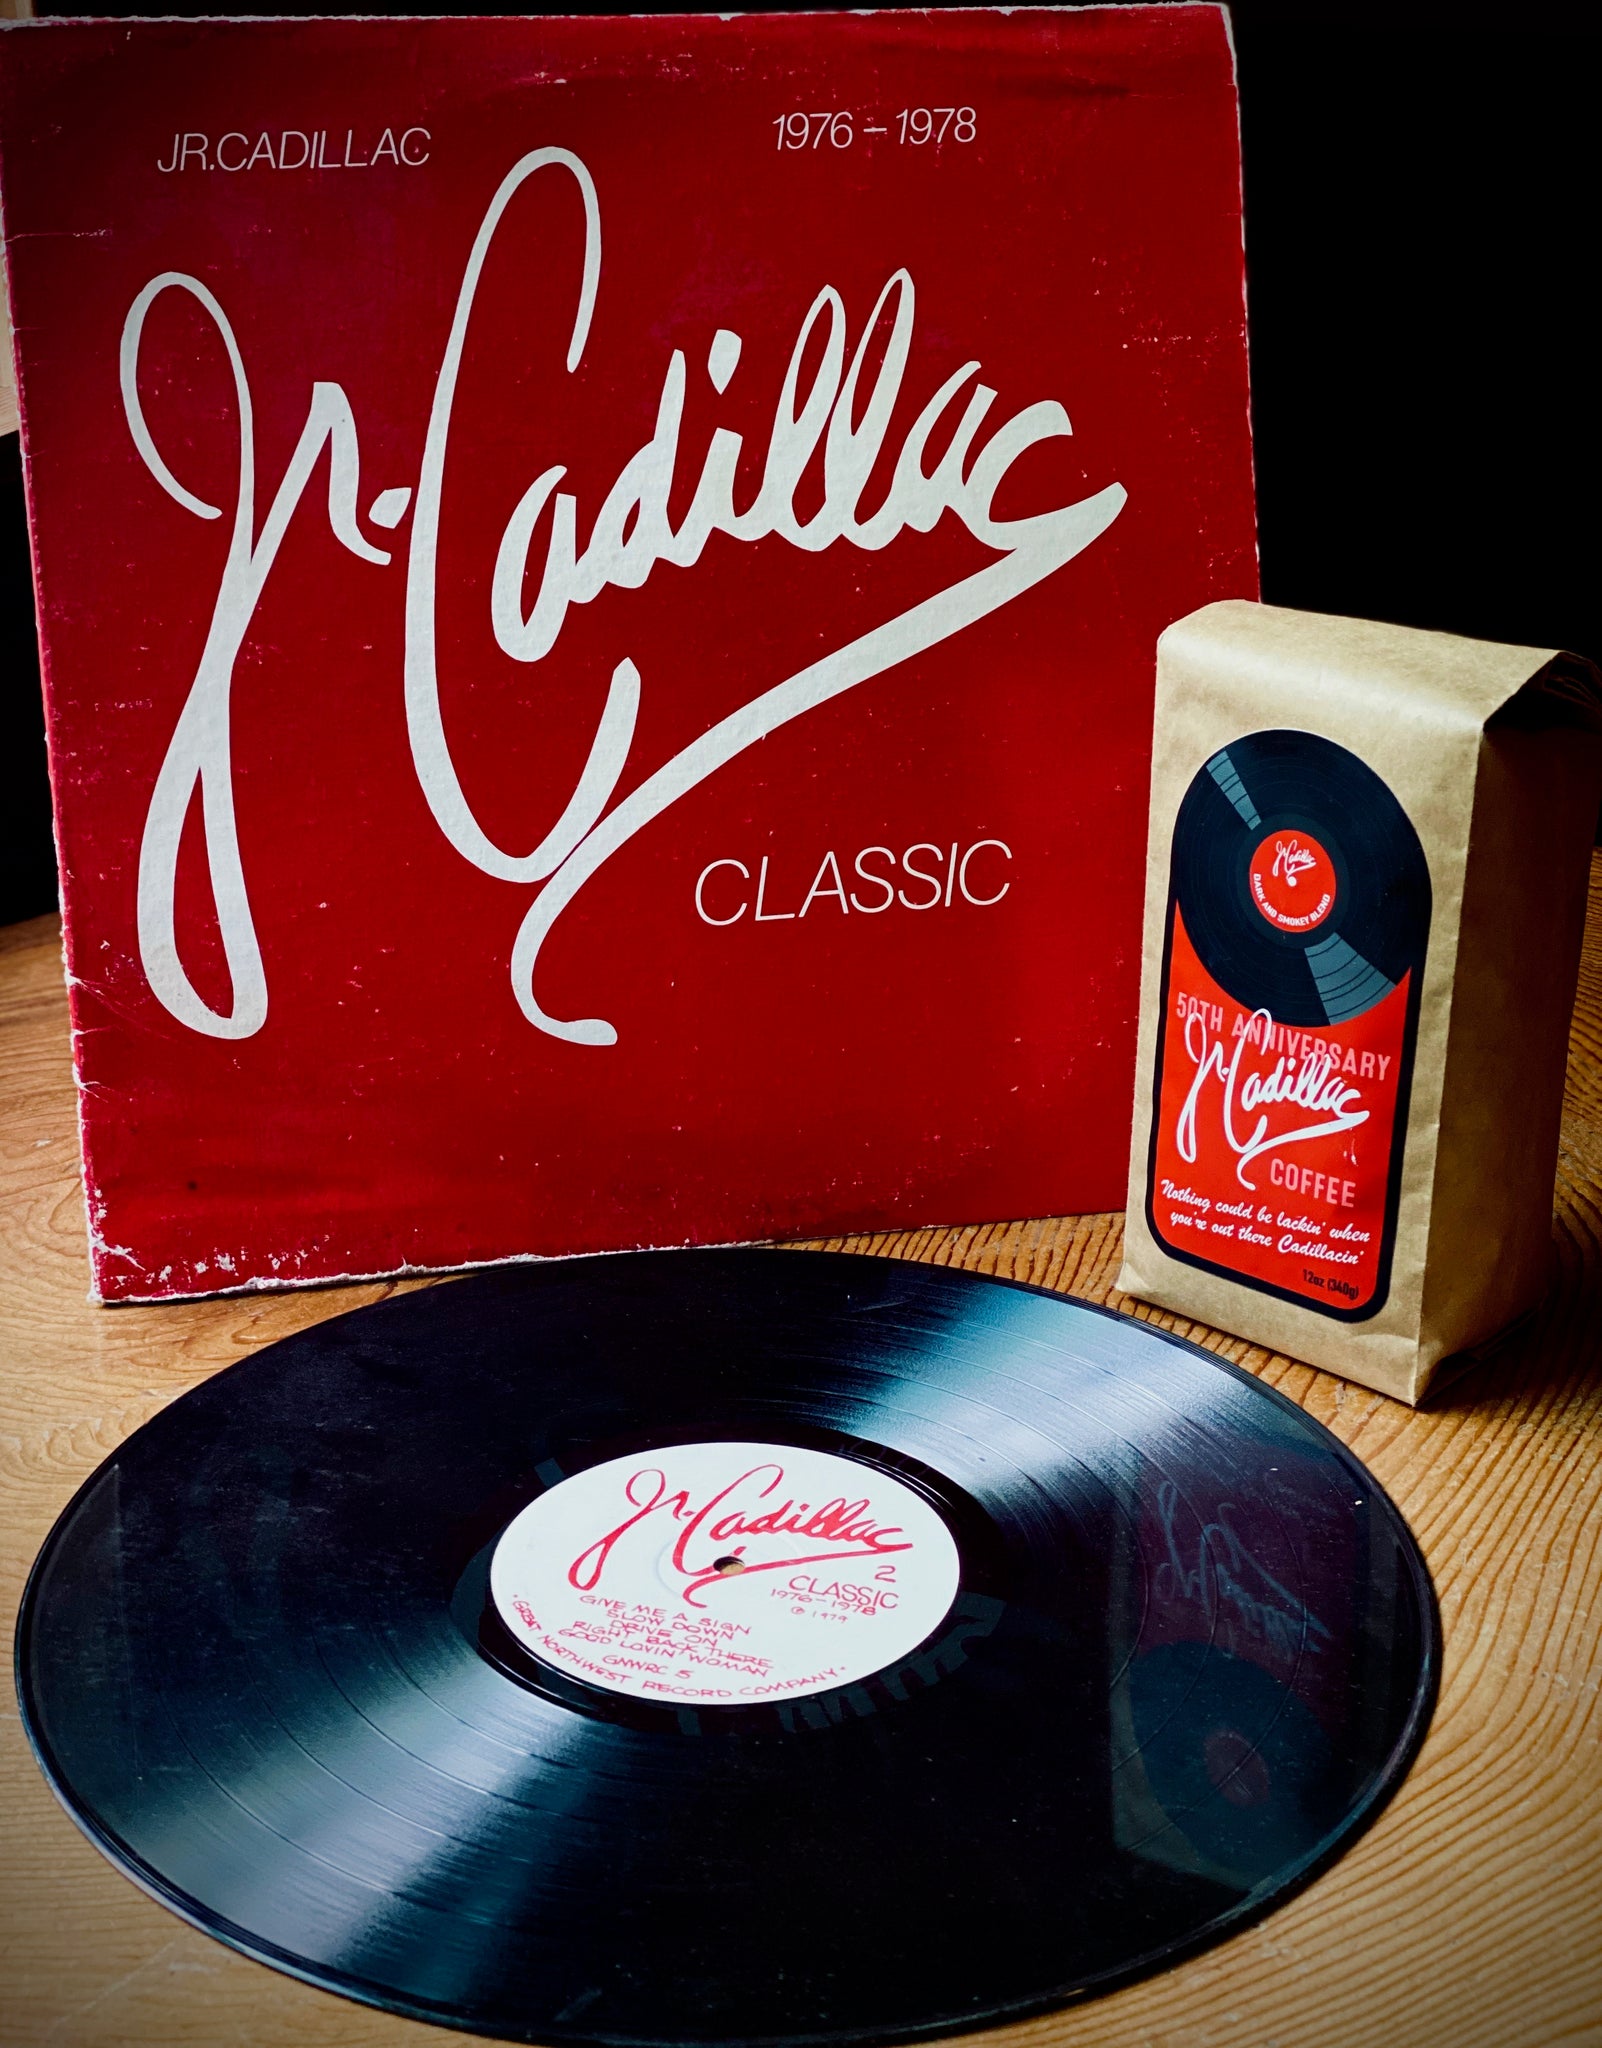 JR.CADILLAC
1976 – 1978
Jr. Cadillac
CLASSIC
Jr. Cadillac
DARK AND SMOKEY BLEND
50TH ANNIVERSARY
Jr. Cadillac
COFFEE
Nothing could be lackin' when
you're out there Cadillacin'
12oz (340g)
Jr. Cadillac
2
CLASSIC
1976-1978
© 1979
GIVE ME A SIGN
SLOW DOWN
DRIVE ON
RIGHT BACK THERE
GOOD LOVIN' WOMAN
GNWRC 5
· GREAT NORTHWEST RECORD COMPANY ·